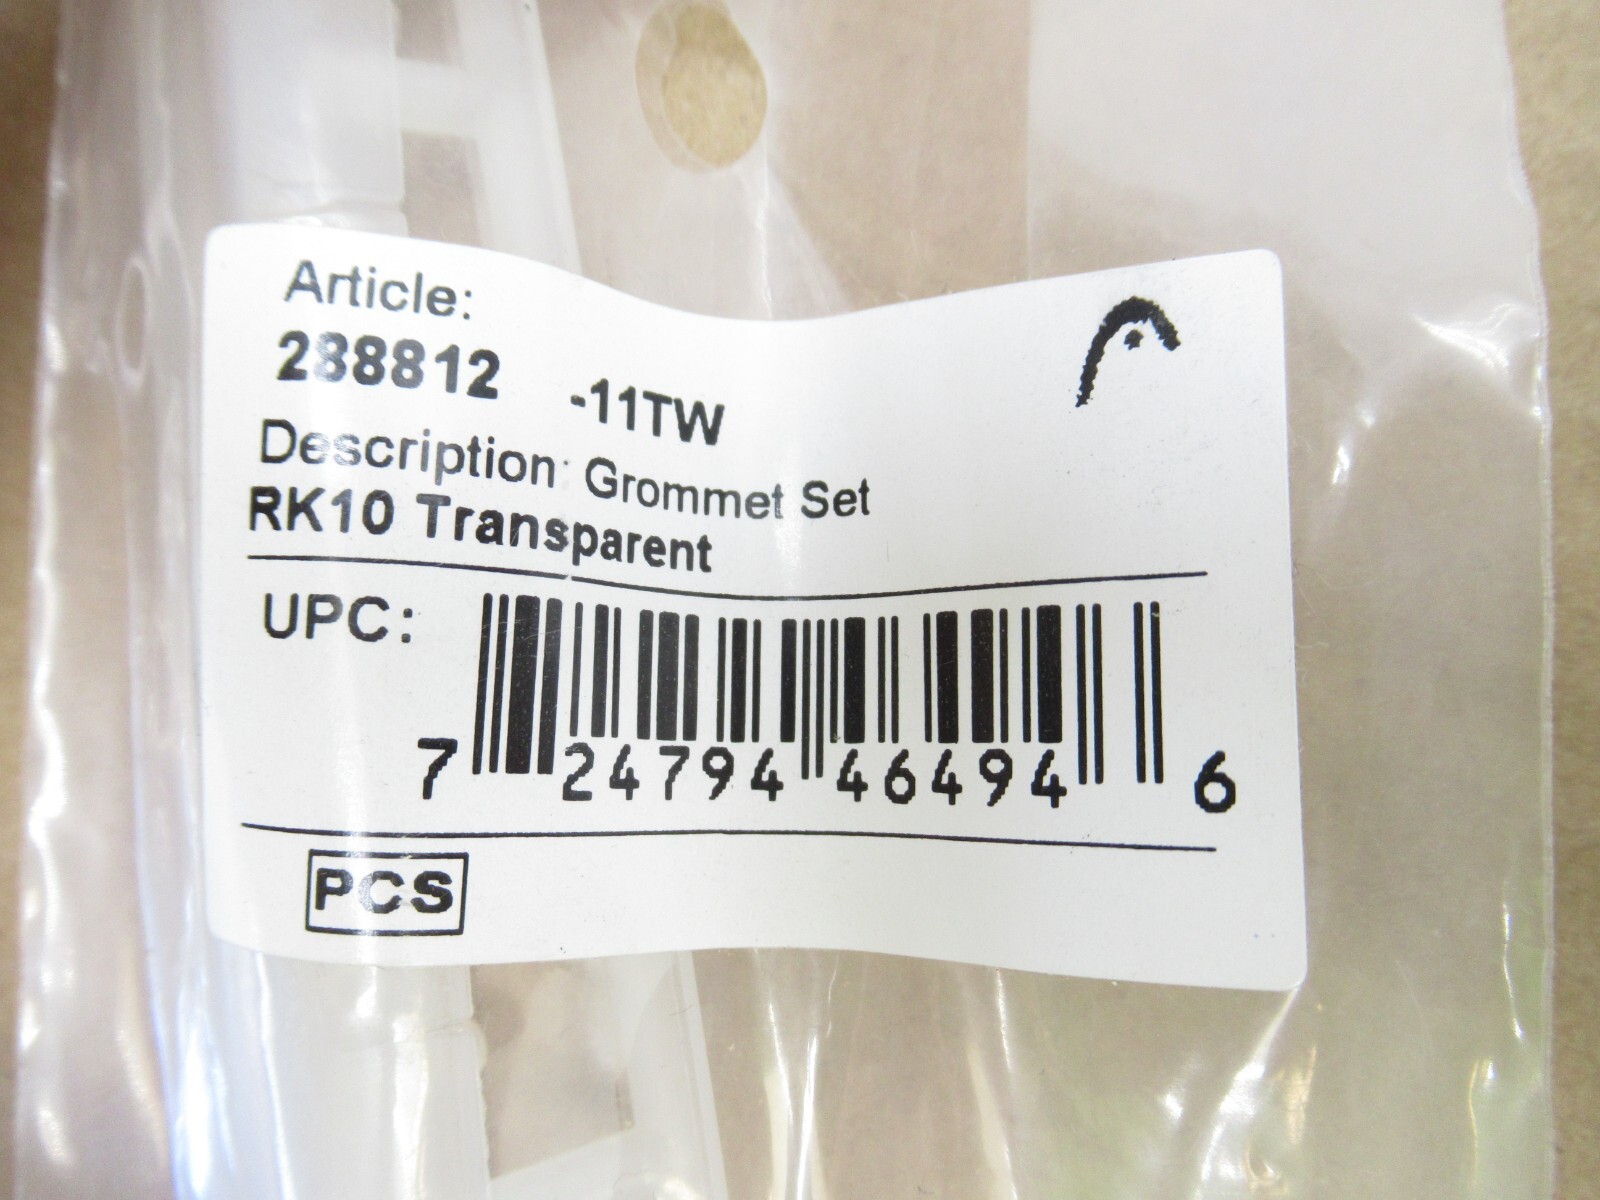 Article:
288812 -11TW
Description: Grommet Set
RK10 Transparent
UPC:
7 24794 46494 6
PCS